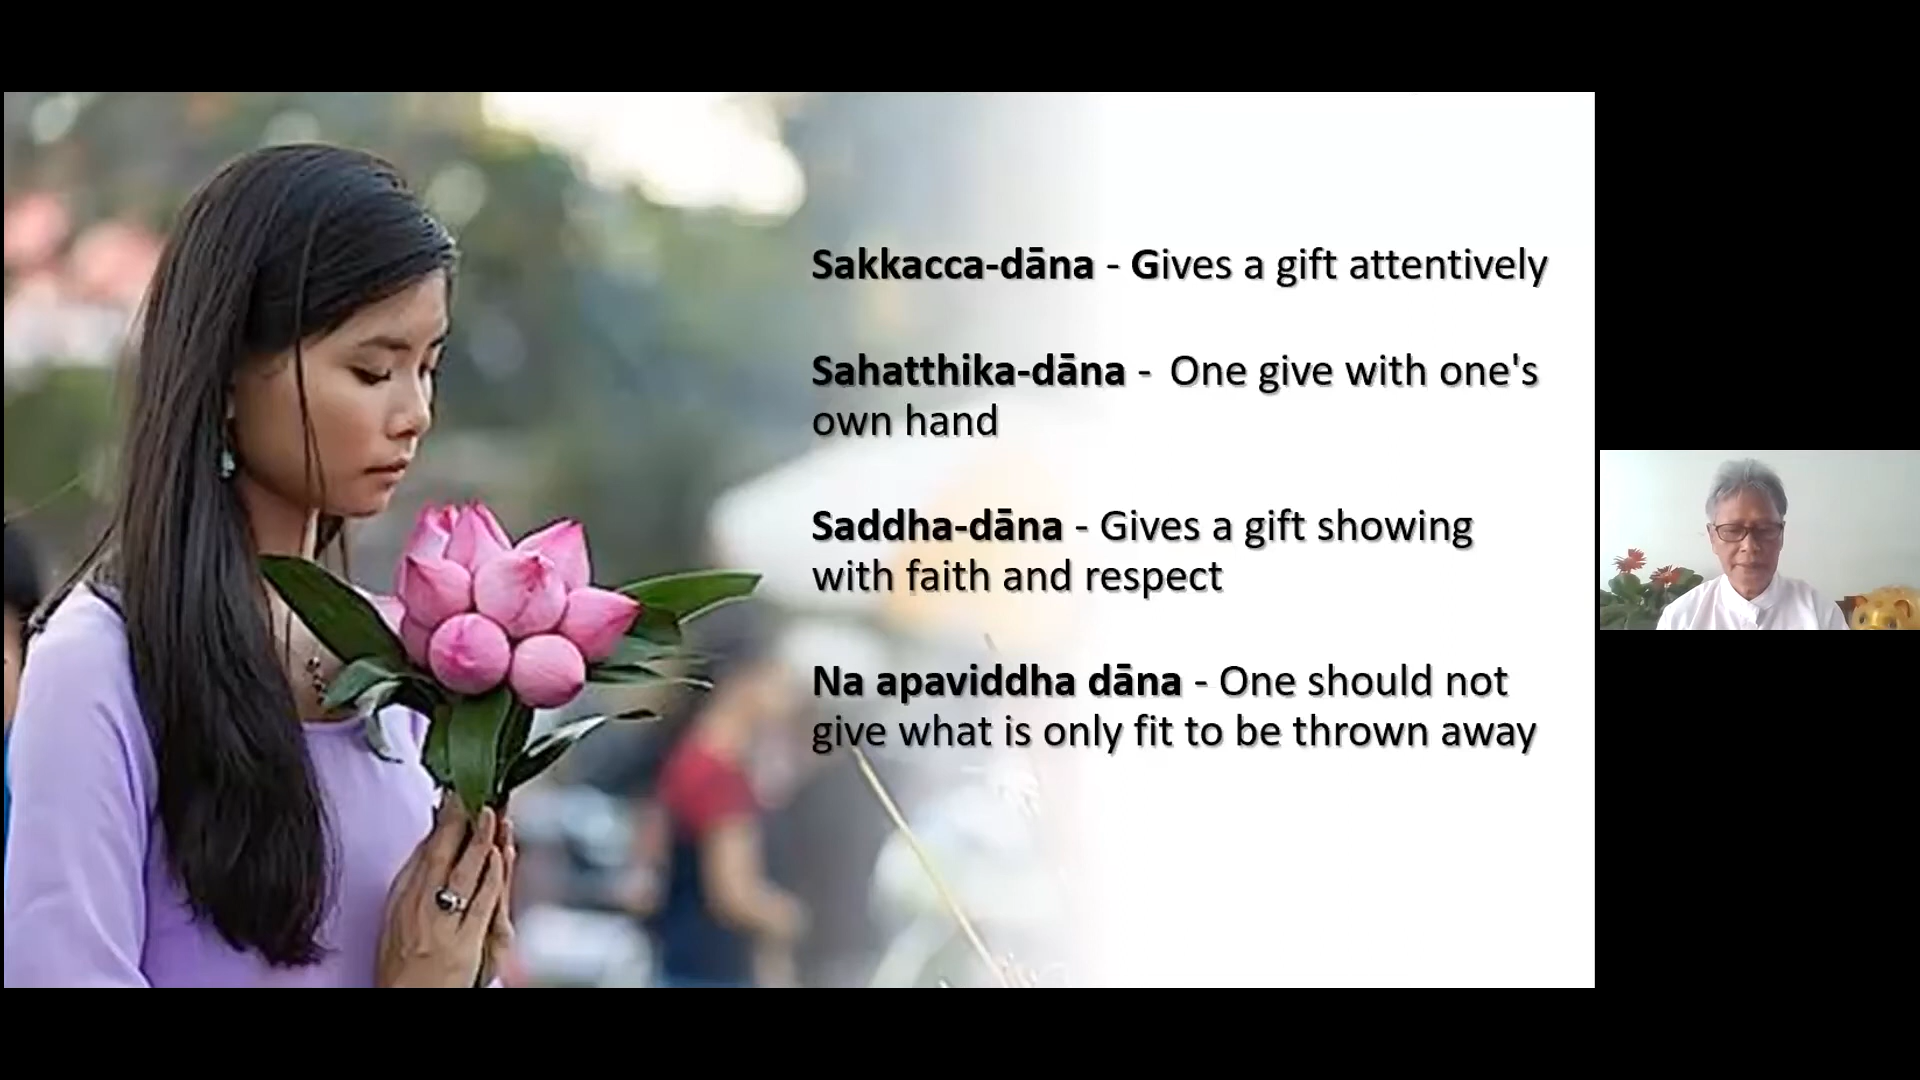 Sakkacca-dāna - Gives a gift attentively
Sahatthika-dāna -  One give with one's
own hand
Saddha-dāna - Gives a gift showing
with faith and respect
Na apaviddha dāna - One should not
give what is only fit to be thrown away